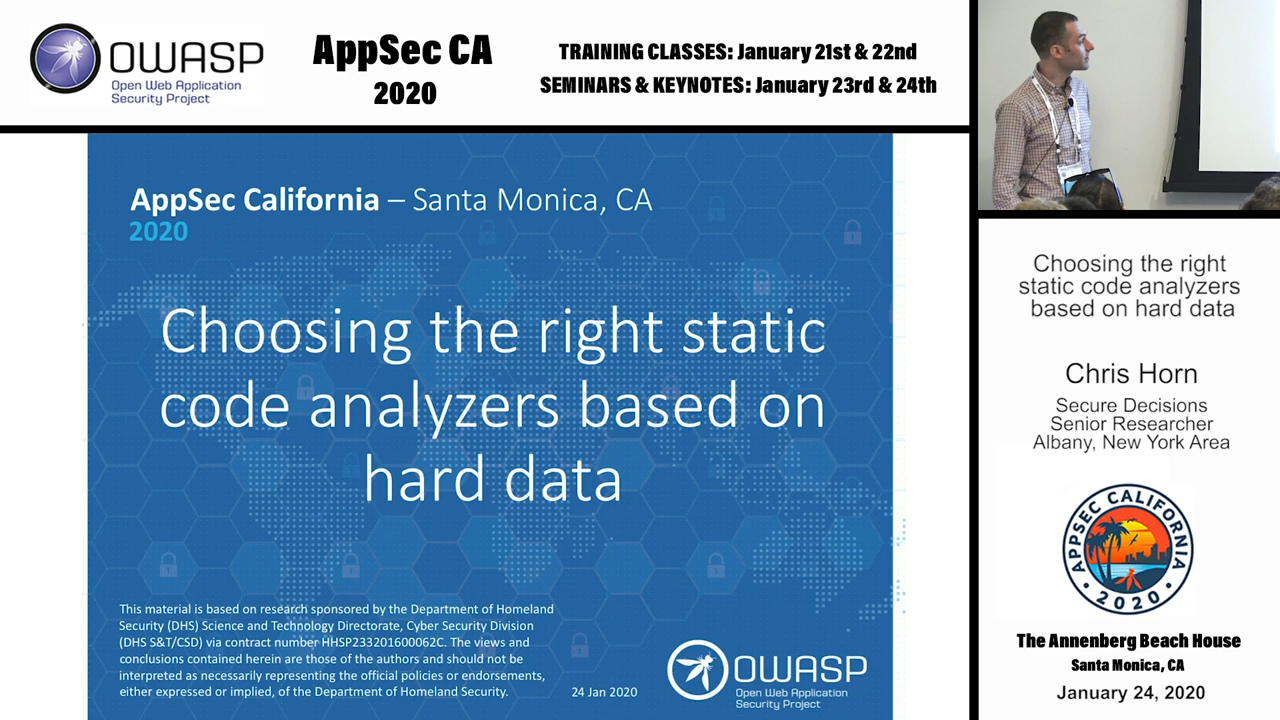 OWASP
Open Web Application
Security Project
AppSec CA
2020
TRAINING CLASSES: January 21st & 22nd
SEMINARS & KEYNOTES: January 23rd & 24th
AppSec California – Santa Monica, CA
2020
Choosing the right static
code analyzers based on
hard data
This material is based on research sponsored by the Department of Homeland
Security (DHS) Science and Technology Directorate, Cyber Security Division
(DHS S&T/CSD) via contract number HHSP233201600062C. The views and
conclusions contained herein are those of the authors and should not be
interpreted as necessarily representing the official policies or endorsements,
either expressed or implied, of the Department of Homeland Security.
24 Jan 2020
OWASP
Open Web Application
Security Project
Choosing the right
static code analyzers
based on hard data
Chris Horn
Secure Decisions
Senior Researcher
Albany, New York Area
APPSEC CALIFORNIA
• 2020 •
The Annenberg Beach House
Santa Monica, CA
January 24, 2020